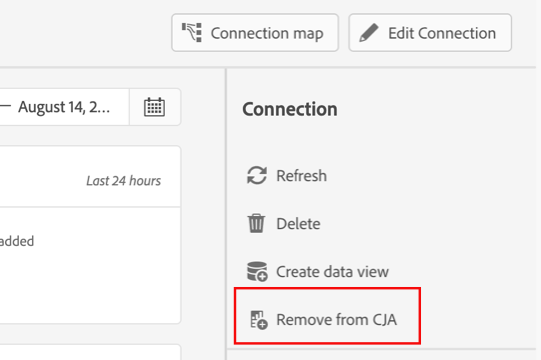 Connection map
Edit Connection
— August 14, 2...
Connection
Last 24 hours
Refresh
added
Delete
Create data view
Remove from CJA